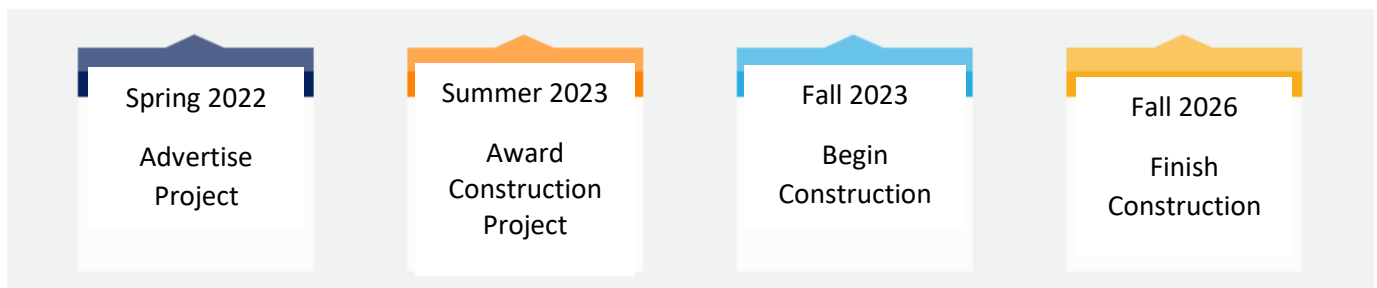 Spring 2022
Advertise
Project
Summer 2023
Award
Construction
Project
Fall 2023
Begin
Construction
Fall 2026
Finish
Construction